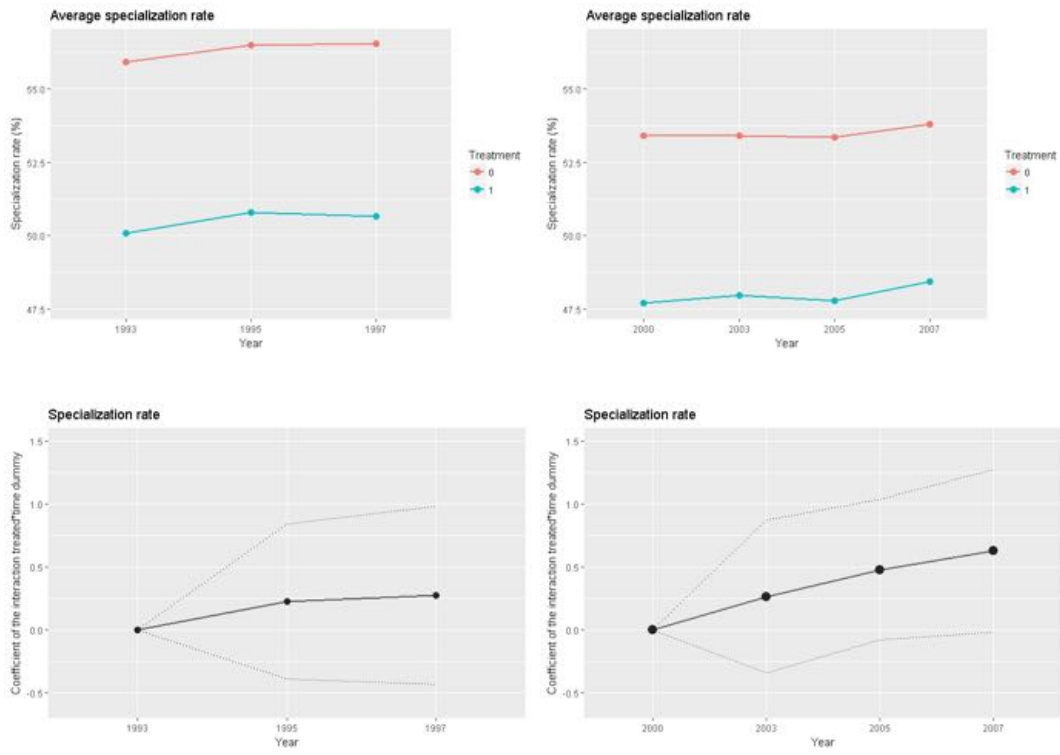 Average specialization rate
Specialization rate (%)
55.0
52.5
50.0
47.5
1993
1995
1997
Year
Treatment
0
1
Average specialization rate
Specialization rate (%)
55.0
52.5
50.0
47.5
2000
2003
2005
2007
Year
Treatment
0
1
Specialization rate
Coefficient of the interaction treated*time dummy
1.5
1.0
0.5
0.0
-0.5
1993
1995
1997
Year
Specialization rate
Coefficient of the interaction treated*time dummy
1.5
1.0
0.5
0.0
-0.5
2000
2003
2005
2007
Year